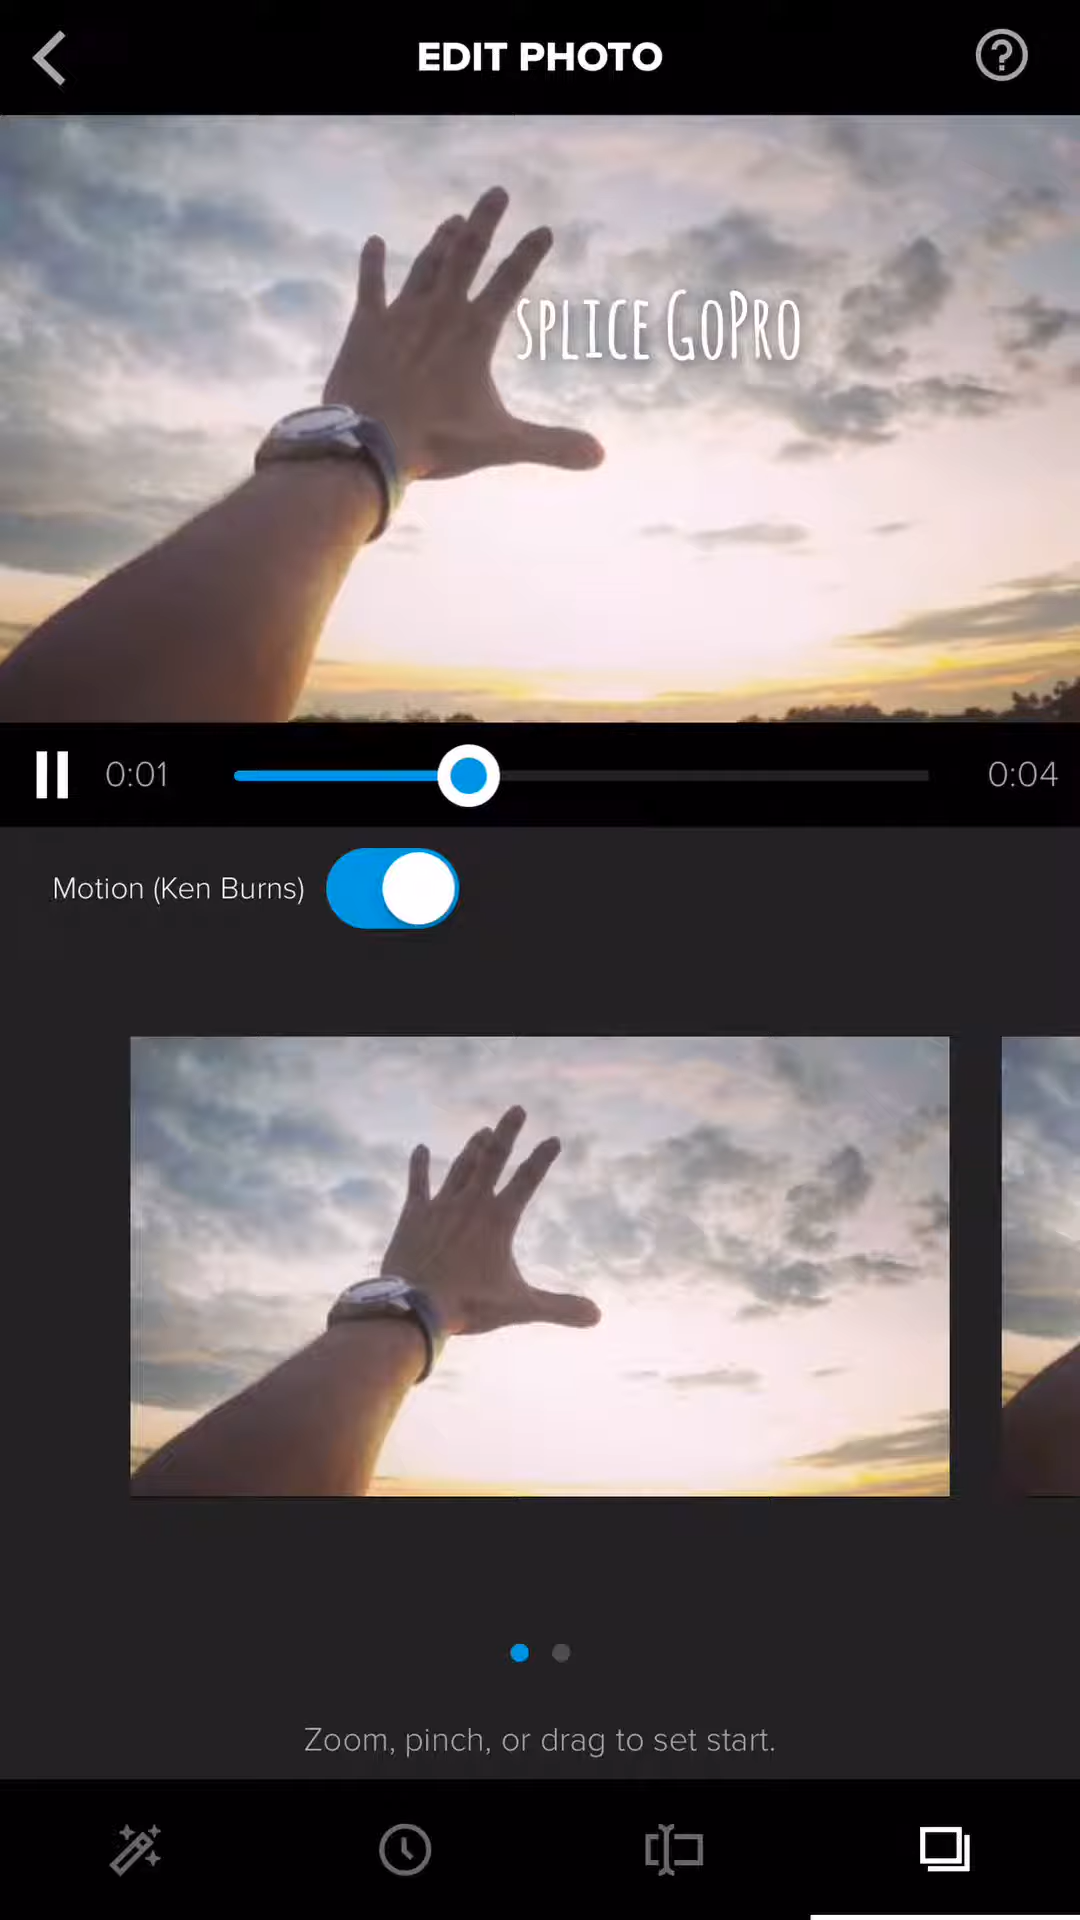 EDIT PHOTO
SPLICE GOPRO
0:01
0:04
Motion (Ken Burns)
Zoom, pinch, or drag to set start.